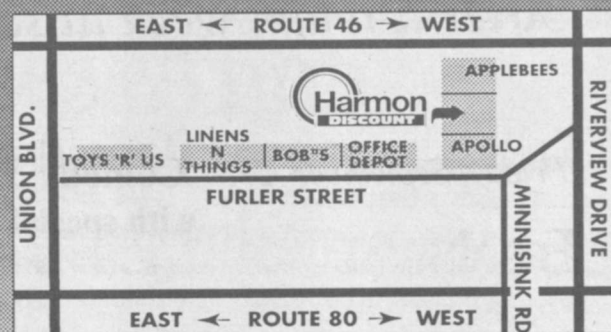 EAST ← ROUTE 46 → WEST
UNION BLVD.
RIVERVIEW DRIVE
APPLEBEES
Harmon
DISCOUNT
APOLLO
TOYS 'R' US
LINENS
N
THINGS
BOB"S
OFFICE
DEPOT
FURLER STREET
MINNISINK RD
EAST ← ROUTE 80 → WEST